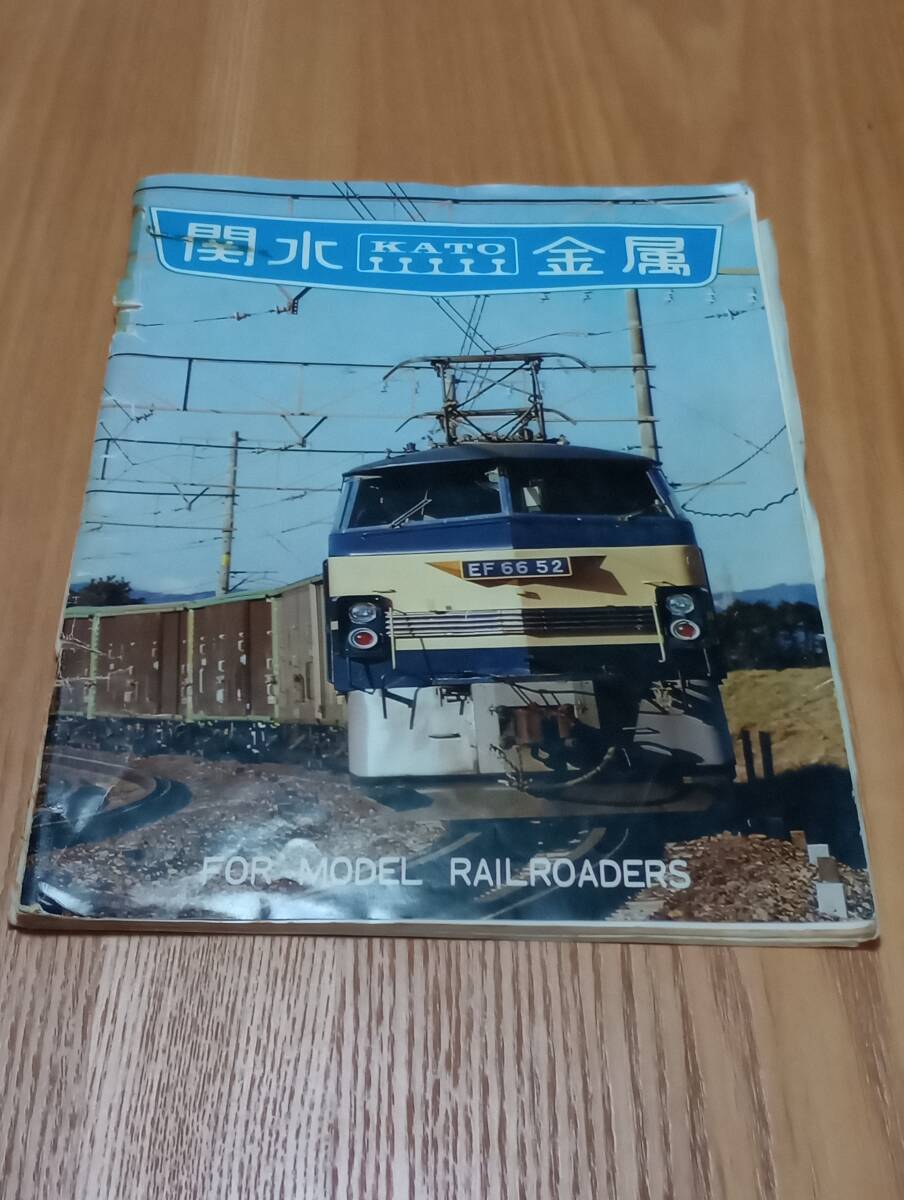 関水 KATO 金属
EF 66 52
FOR MODEL RAILROADERS